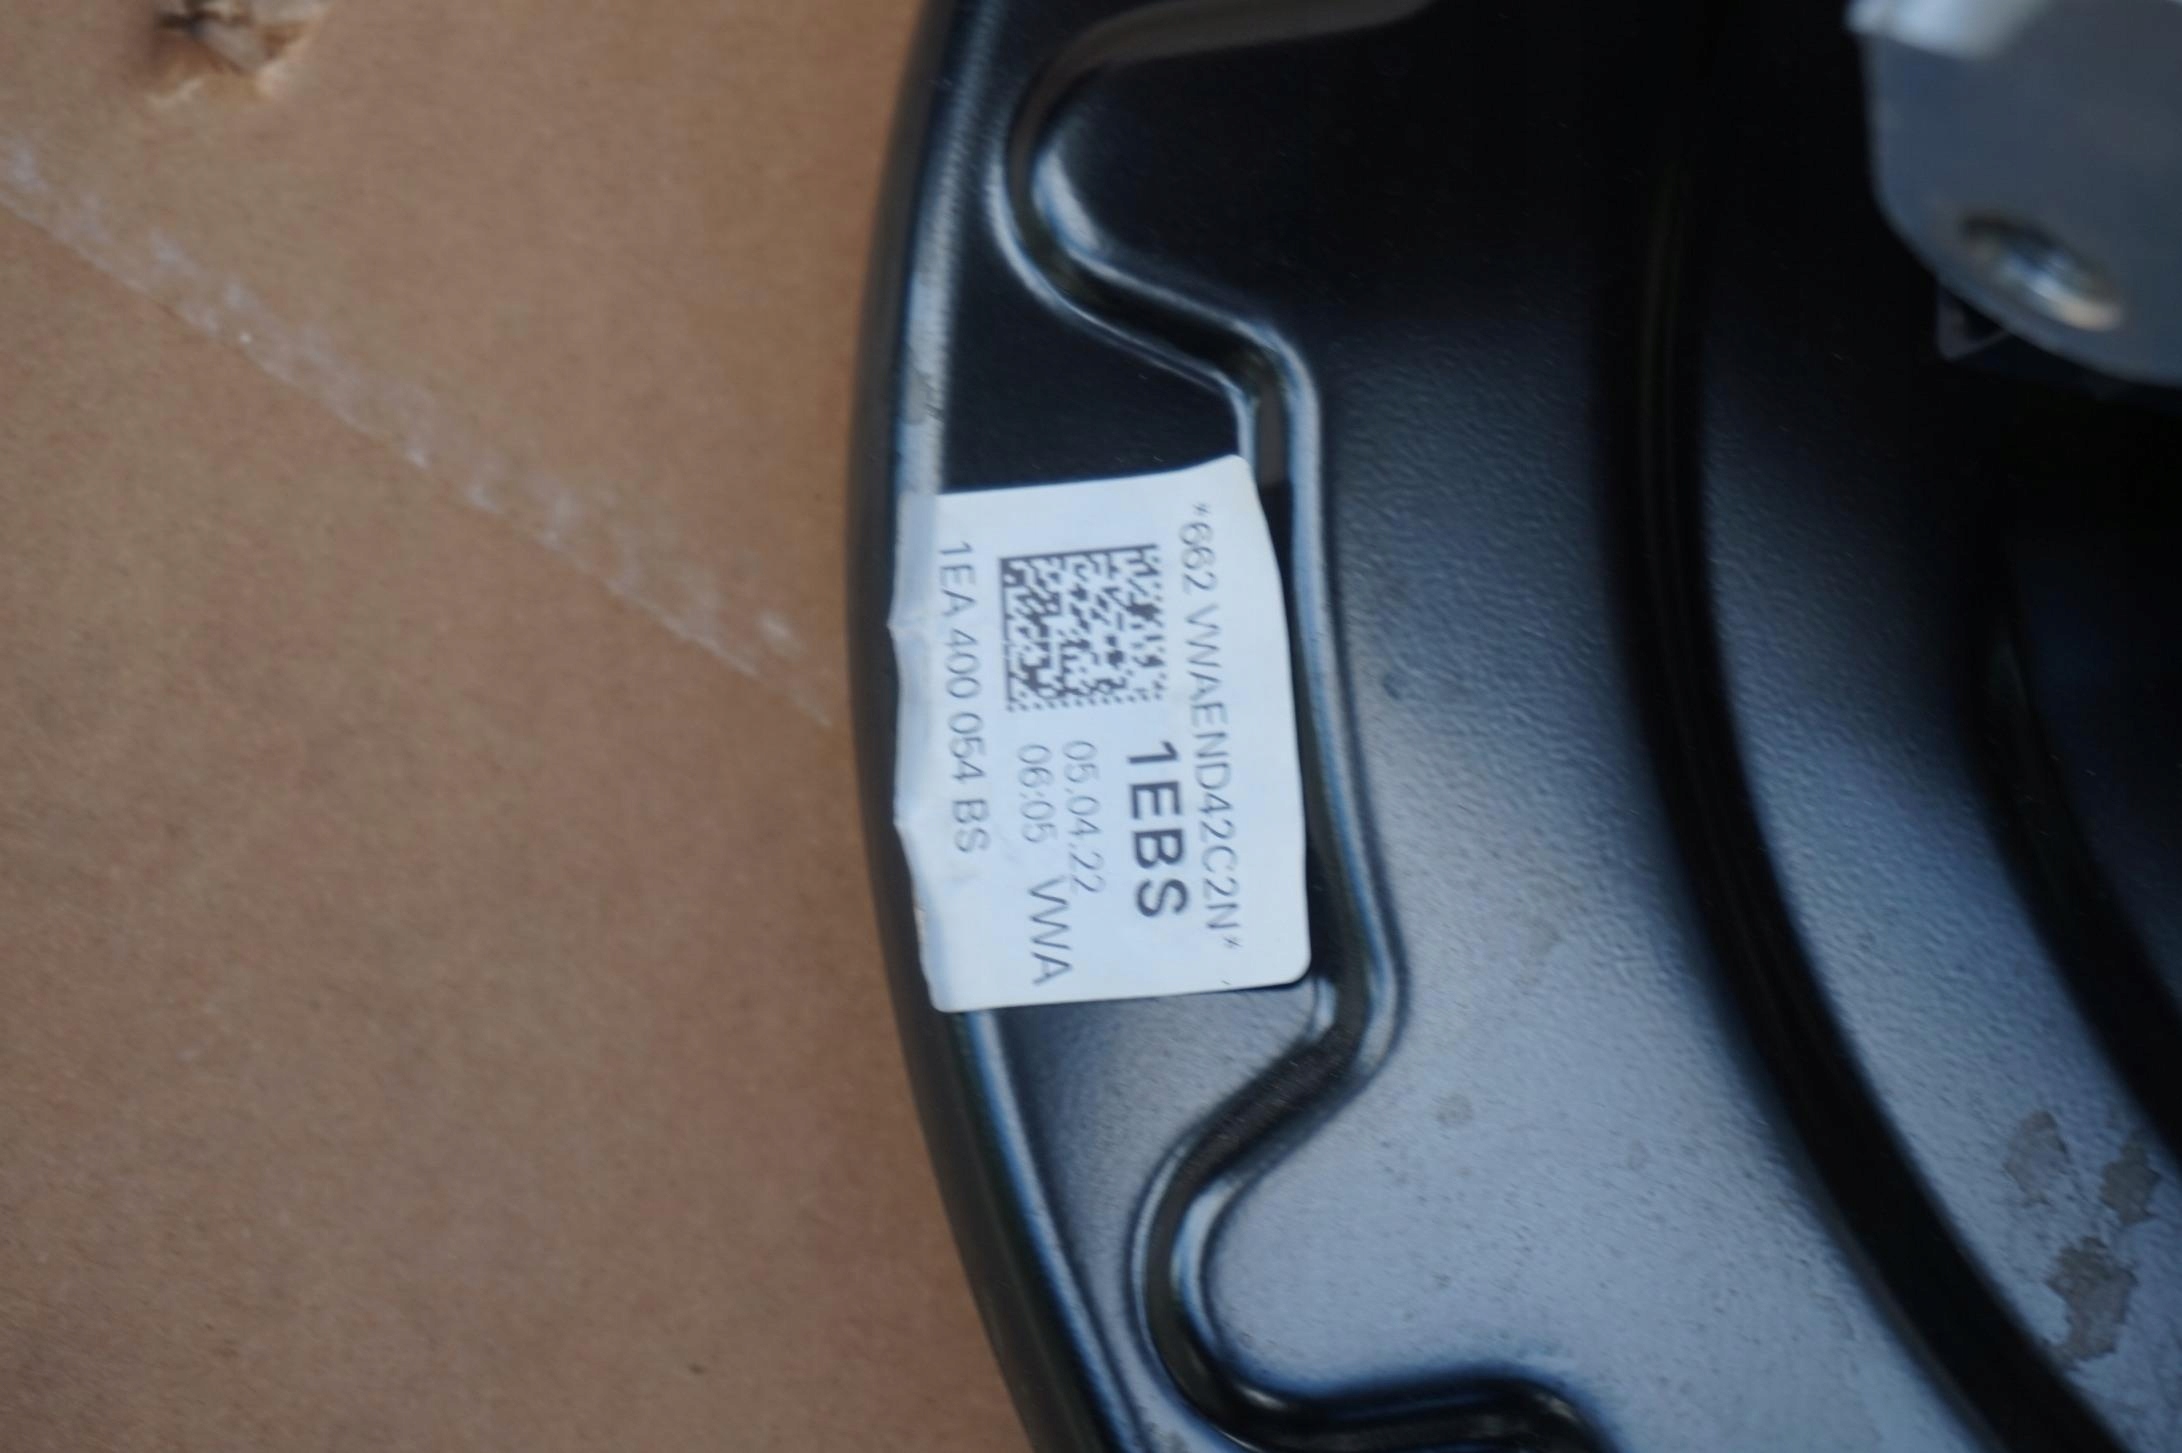 *662 VWAEND42C2N*
1EBS
05.04.22
06:05 VWA
1EA 400 054 BS